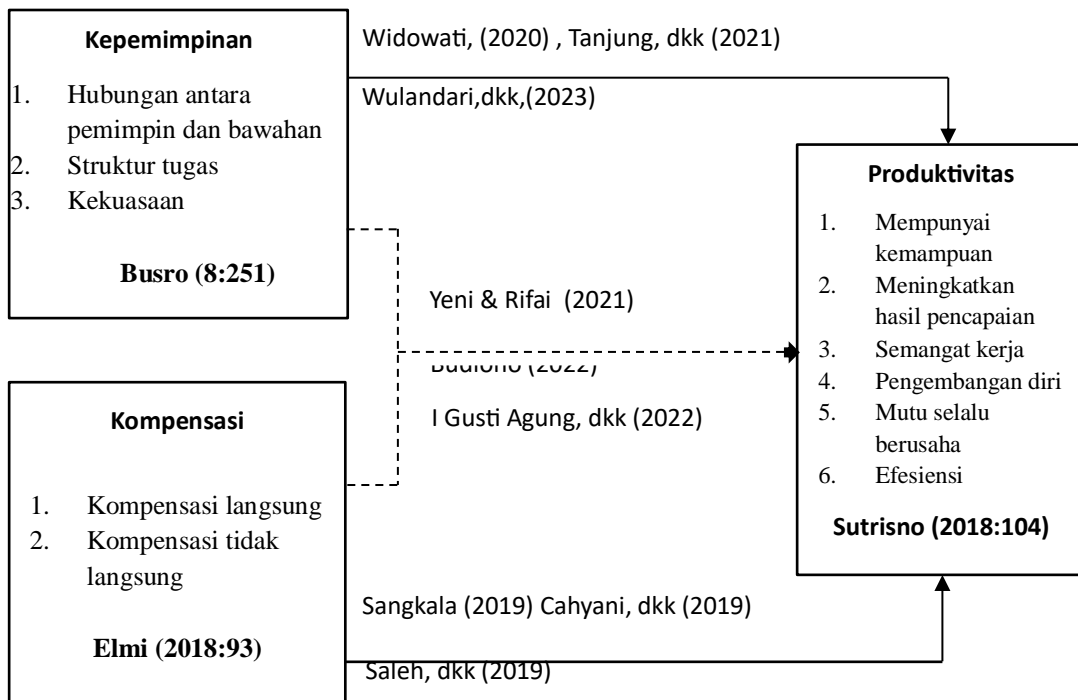 Kepemimpinan
1. Hubungan antara
pemimpin dan bawahan
2. Struktur tugas
3. Kekuasaan
Busro (8:251)
Widowati, (2020) , Tanjung, dkk (2021)
Wulandari,dkk,(2023)
Produktivitas
1. Mempunyai
kemampuan
2. Meningkatkan
hasil pencapaian
3. Semangat kerja
4. Pengembangan diri
5. Mutu selalu
berusaha
6. Efesiensi
Sutrisno (2018:104)
Yeni & Rifai (2021)
Budiono (2022)
I Gusti Agung, dkk (2022)
Kompensasi
1. Kompensasi langsung
2. Kompensasi tidak
langsung
Elmi (2018:93)
Sangkala (2019) Cahyani, dkk (2019)
Saleh, dkk (2019)